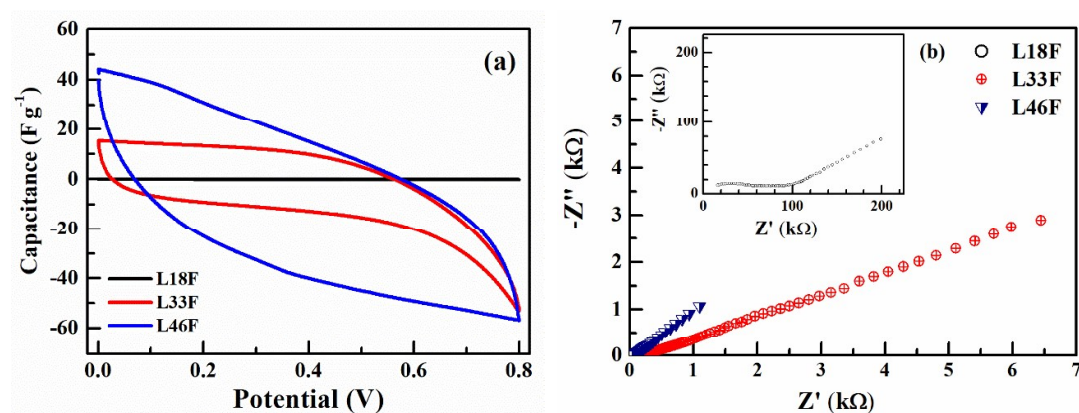 (a)
Capacitance (F g⁻¹)
60
40
20
0
-20
-40
-60
L18F
L33F
L46F
0.0 0.2 0.4 0.6 0.8
Potential (V)
(b)
L18F
L33F
L46F
-Z'' (kΩ)
7
6
5
4
3
2
1
0
0 1 2 3 4 5 6 7
Z' (kΩ)
-Z'' (kΩ)
200
100
0
0 100 200
Z' (kΩ)